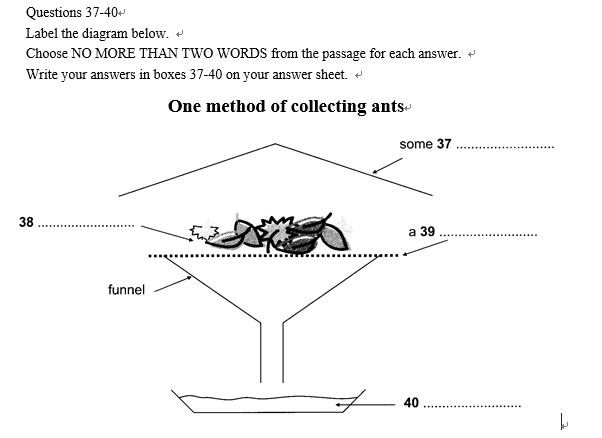 Questions 37-40
Label the diagram below.
Choose NO MORE THAN TWO WORDS from the passage for each answer.
Write your answers in boxes 37-40 on your answer sheet.
One method of collecting ants
some 37 ..........................
38 ..........................
a 39 ..........................
funnel
40 ..........................